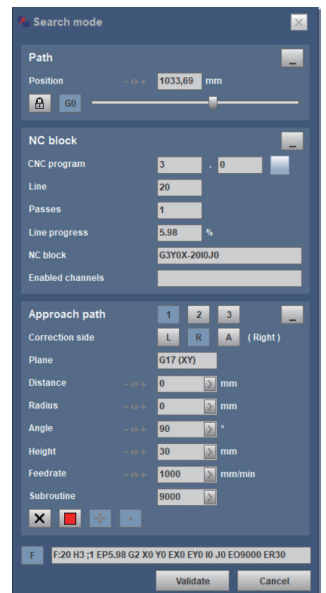 Search mode
Path
Position 1033,69 mm
G0
NC block
CNC program 3 . 0
Line 20
Passes 1
Line progress 5.98 %
NC block G3Y0X-20I0J0
Enabled channels
Approach path 1 2 3
Correction side L R A ( Right )
Plane G17 (XY)
Distance 0 mm
Radius 0 mm
Angle 90 °
Height 30 mm
Feedrate 1000 mm/min
Subroutine 9000
F F:20 H3 ;1 EP5.98 G2 X0 Y0 EX0 EY0 I0 J0 EO9000 ER30
Validate Cancel